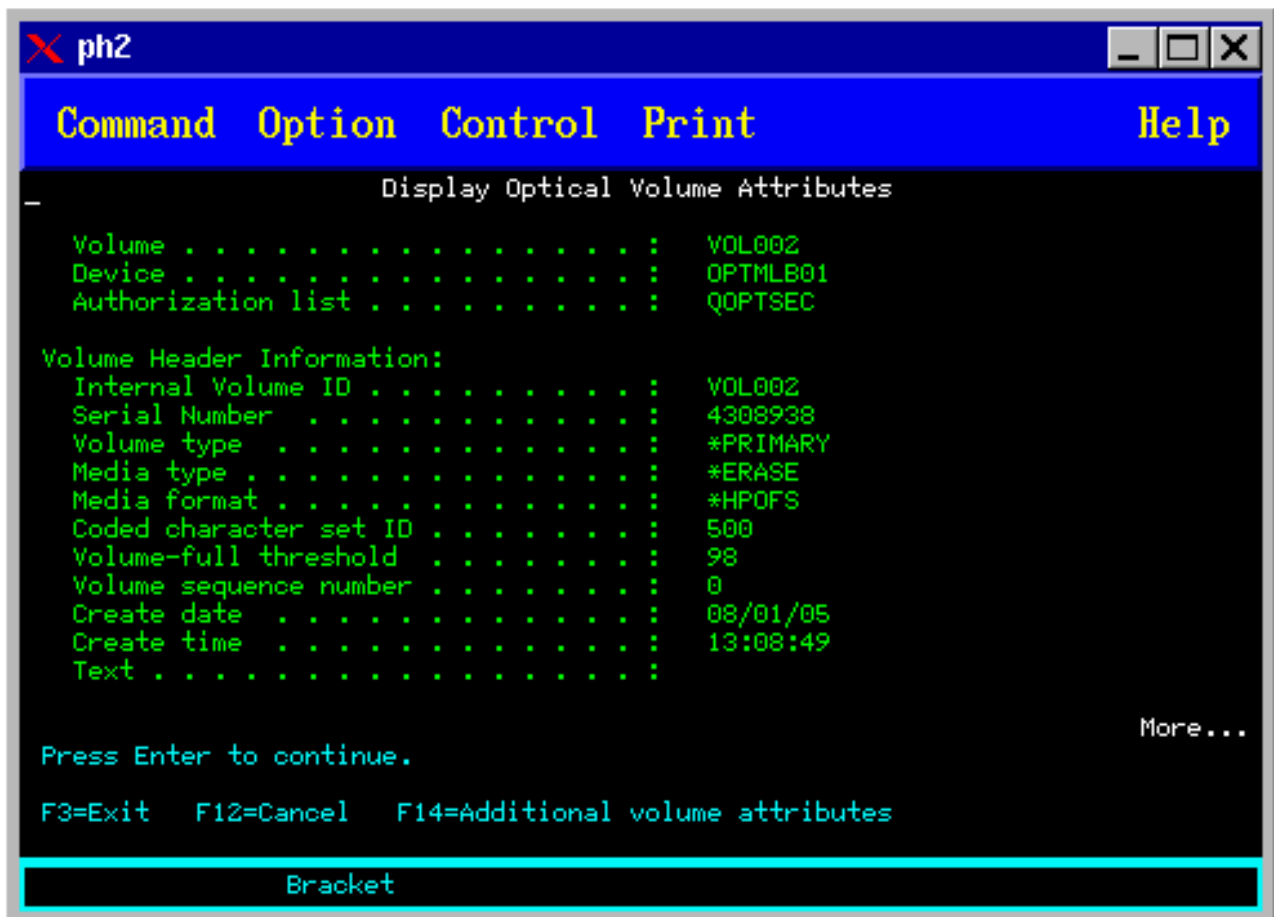 ph2
Command Option Control Print Help
Display Optical Volume Attributes
Volume . . . . . . . . . . . . . . . : VOL002
Device . . . . . . . . . . . . . . . : OPTMLB01
Authorization list . . . . . . . . . : QOPTSEC
Volume Header Information:
Internal Volume ID . . . . . . . . . : VOL002
Serial Number . . . . . . . . . . . : 4308938
Volume type . . . . . . . . . . . . : *PRIMARY
Media type . . . . . . . . . . . . . : *ERASE
Media format . . . . . . . . . . . . : *HPOFS
Coded character set ID . . . . . . . : 500
Volume-full threshold . . . . . . . : 98
Volume sequence number . . . . . . . : 0
Create date . . . . . . . . . . . . : 08/01/05
Create time . . . . . . . . . . . . : 13:08:49
Text . . . . . . . . . . . . . . . . :
More...
Press Enter to continue.
F3=Exit F12=Cancel F14=Additional volume attributes
Bracket